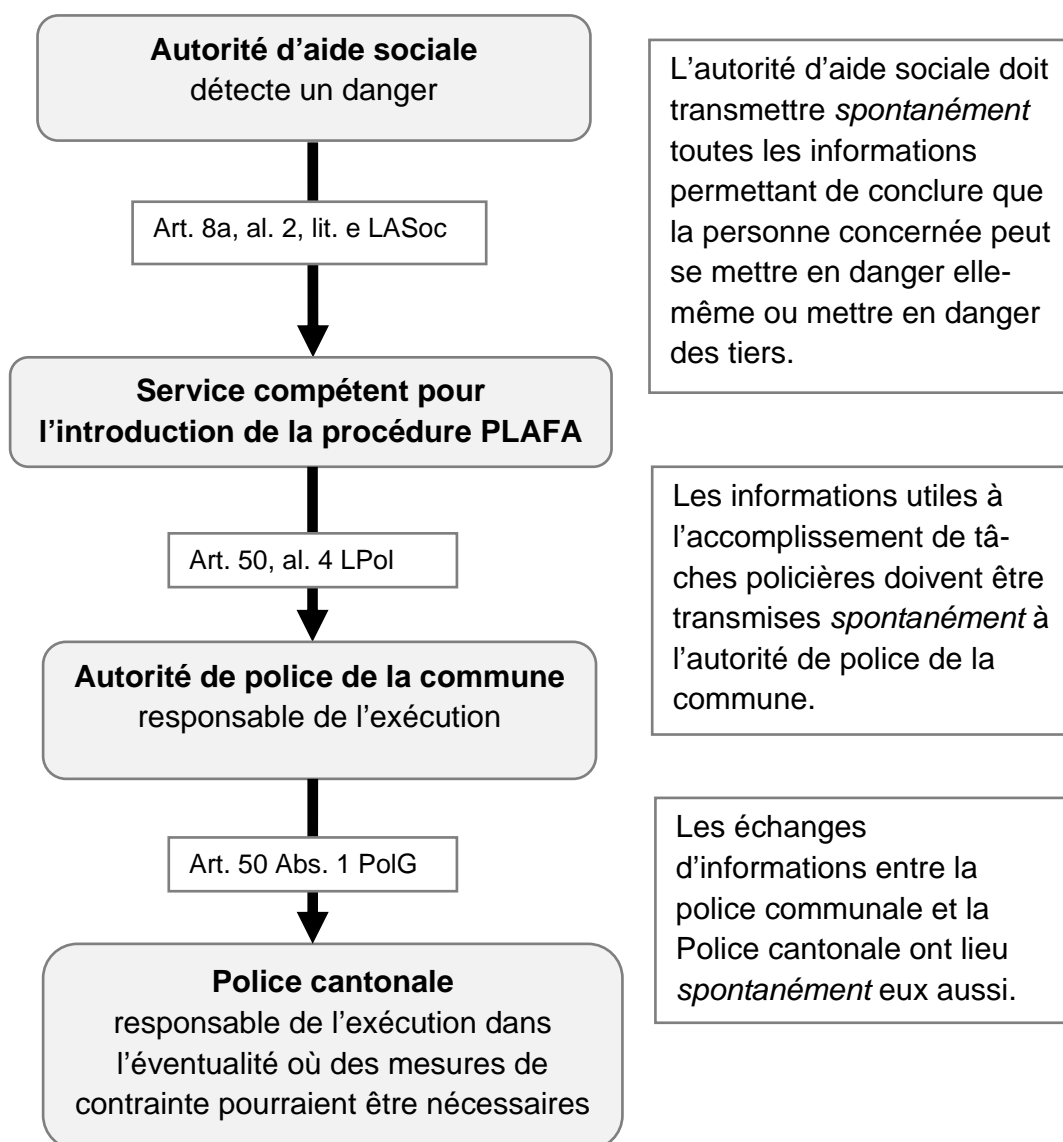 Autorité d’aide sociale
détecte un danger
L’autorité d’aide sociale doit
transmettre spontanément
toutes les informations
permettant de conclure que
la personne concernée peut
se mettre en danger elle-
même ou mettre en danger
des tiers.
Art. 8a, al. 2, lit. e LASoc
Service compétent pour
l’introduction de la procédure PLAFA
Les informations utiles à
l’accomplissement de tâ-
ches policières doivent être
transmises spontanément à
l’autorité de police de la
commune.
Art. 50, al. 4 LPol
Autorité de police de la commune
responsable de l’exécution
Les échanges
d’informations entre la
police communale et la
Police cantonale ont lieu
spontanément eux aussi.
Art. 50 Abs. 1 PolG
Police cantonale
responsable de l’exécution dans
l’éventualité où des mesures de
contrainte pourraient être nécessaires